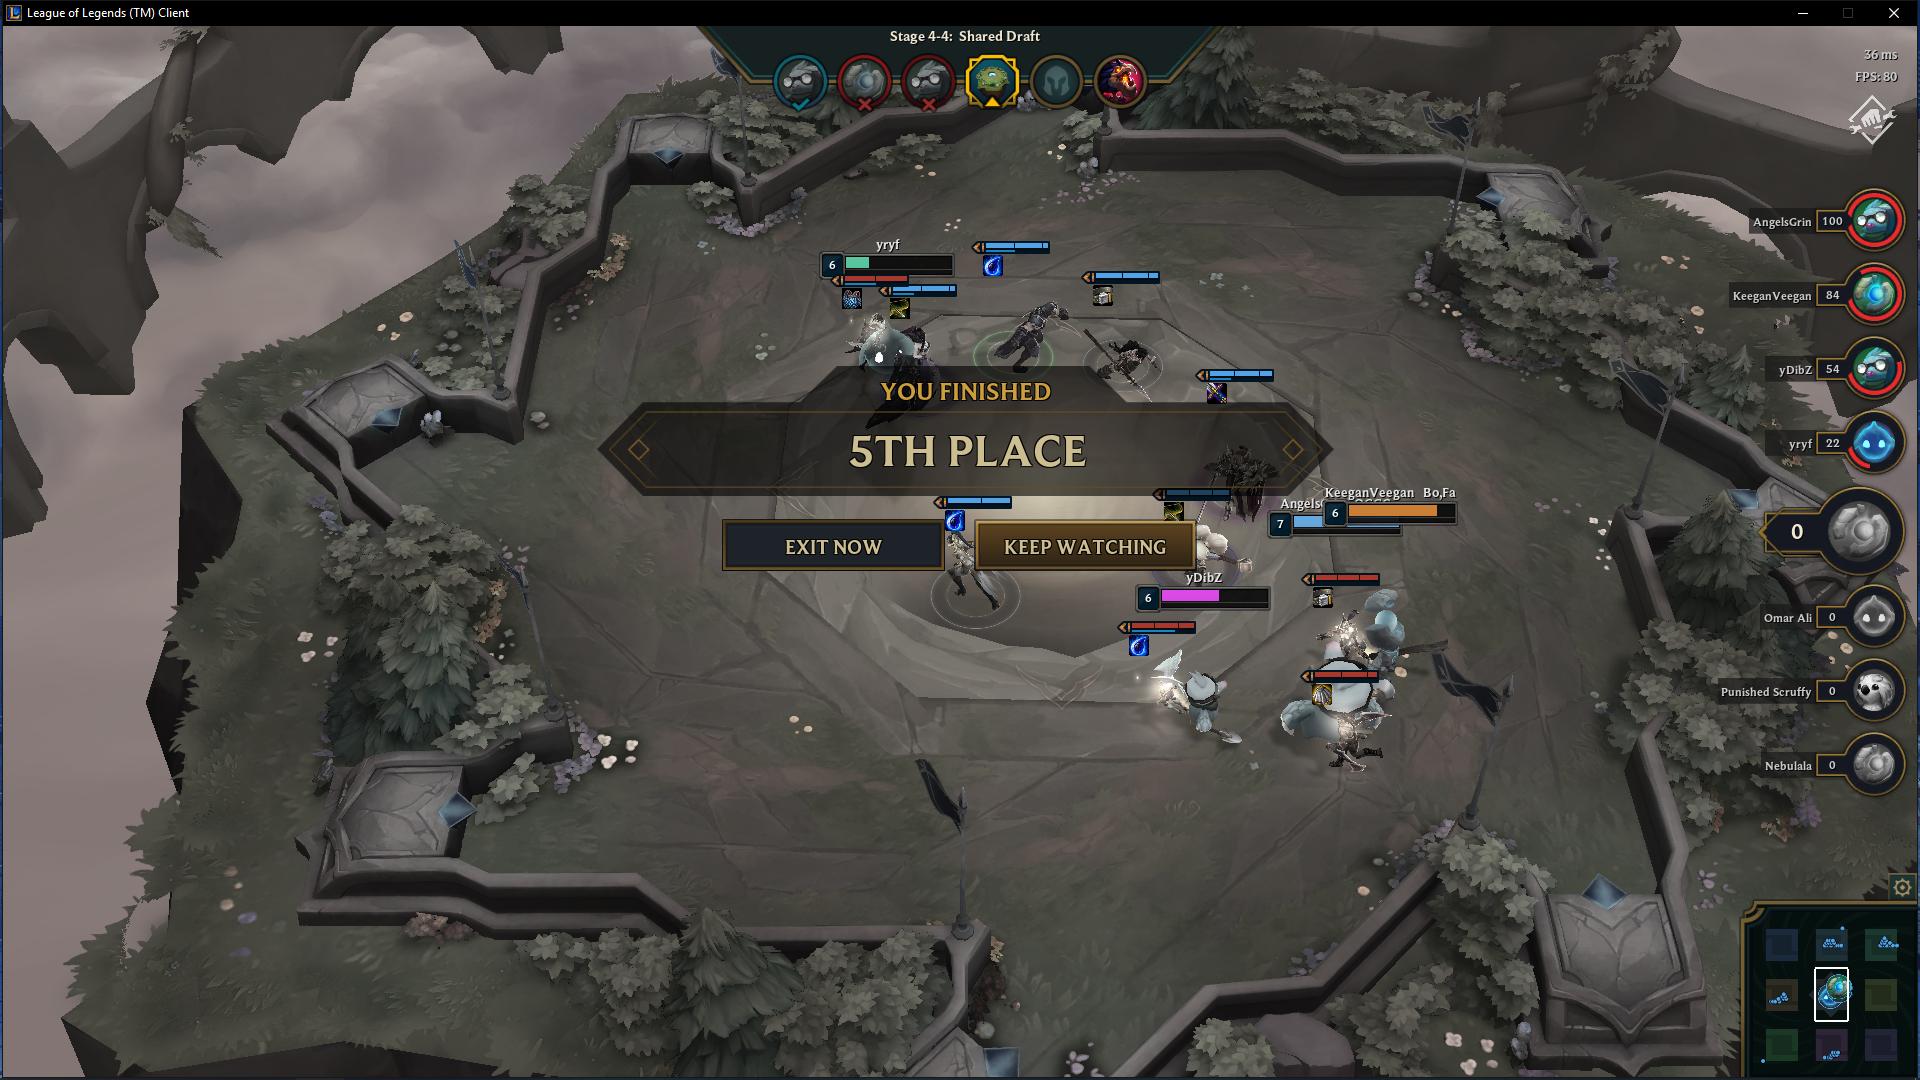 League of Legends (TM) Client
Stage 4-4: Shared Draft
36 ms
FPS: 80
AngelsGrin 100
KeeganVeegan 84
yDibZ 54
yryf 22
0
Omar Ali 0
Punished Scruffy 0
Nebulala 0
yryf
6
YOU FINISHED
5TH PLACE
EXIT NOW
KEEP WATCHING
KeeganVeegan Bo,Fa
6
7
yDibZ
6